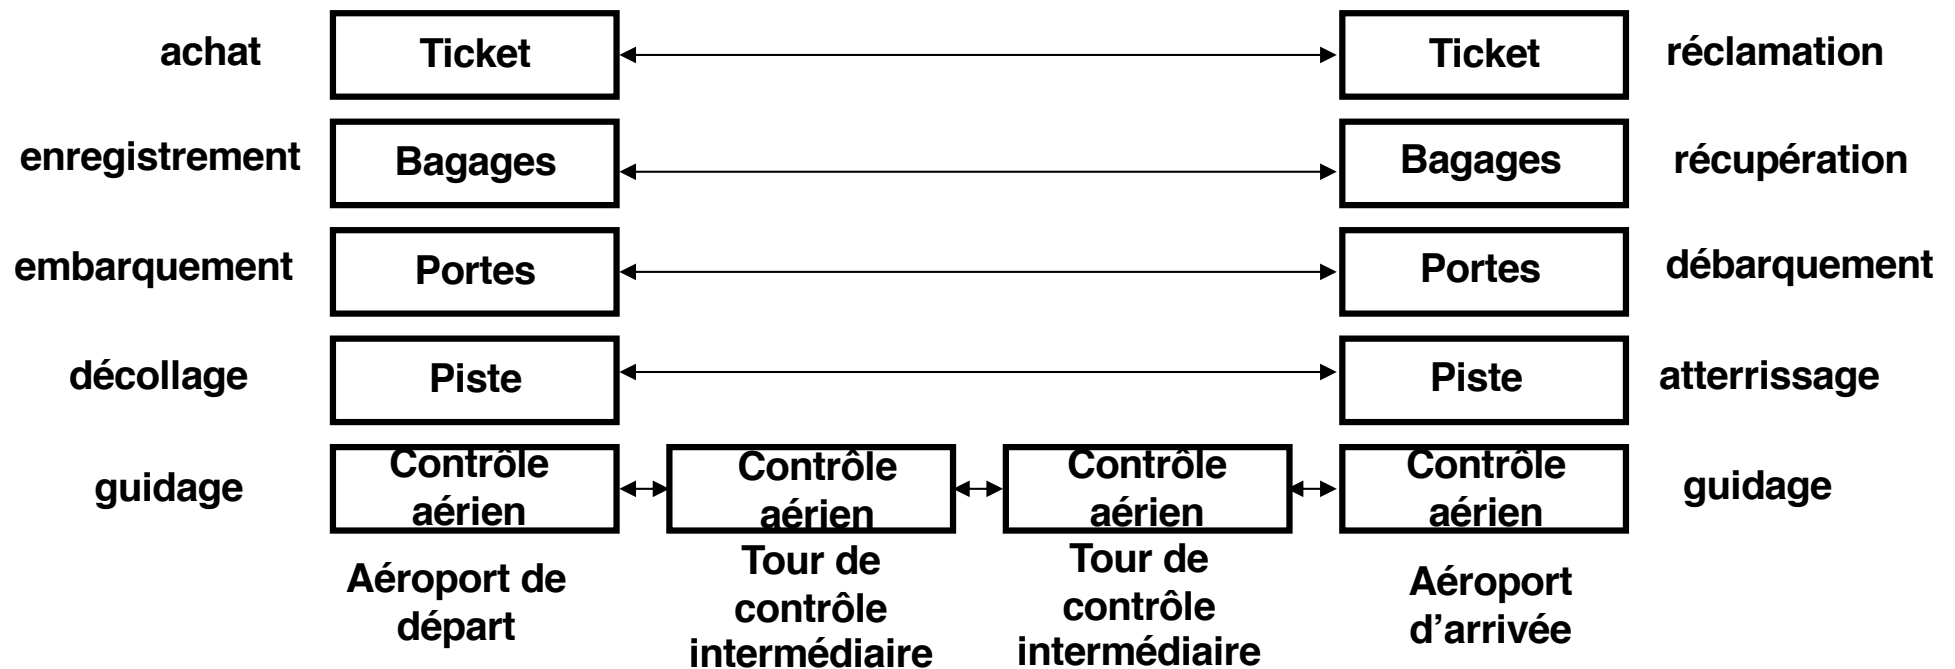 achat Ticket Ticket réclamation
enregistrement Bagages Bagages récupération
embarquement Portes Portes débarquement
décollage Piste Piste atterrissage
guidage Contrôle aérien Contrôle aérien Contrôle aérien Contrôle aérien guidage
Aéroport de
départ
Tour de
contrôle
intermédiaire
Tour de
contrôle
intermédiaire
Aéroport
d’arrivée